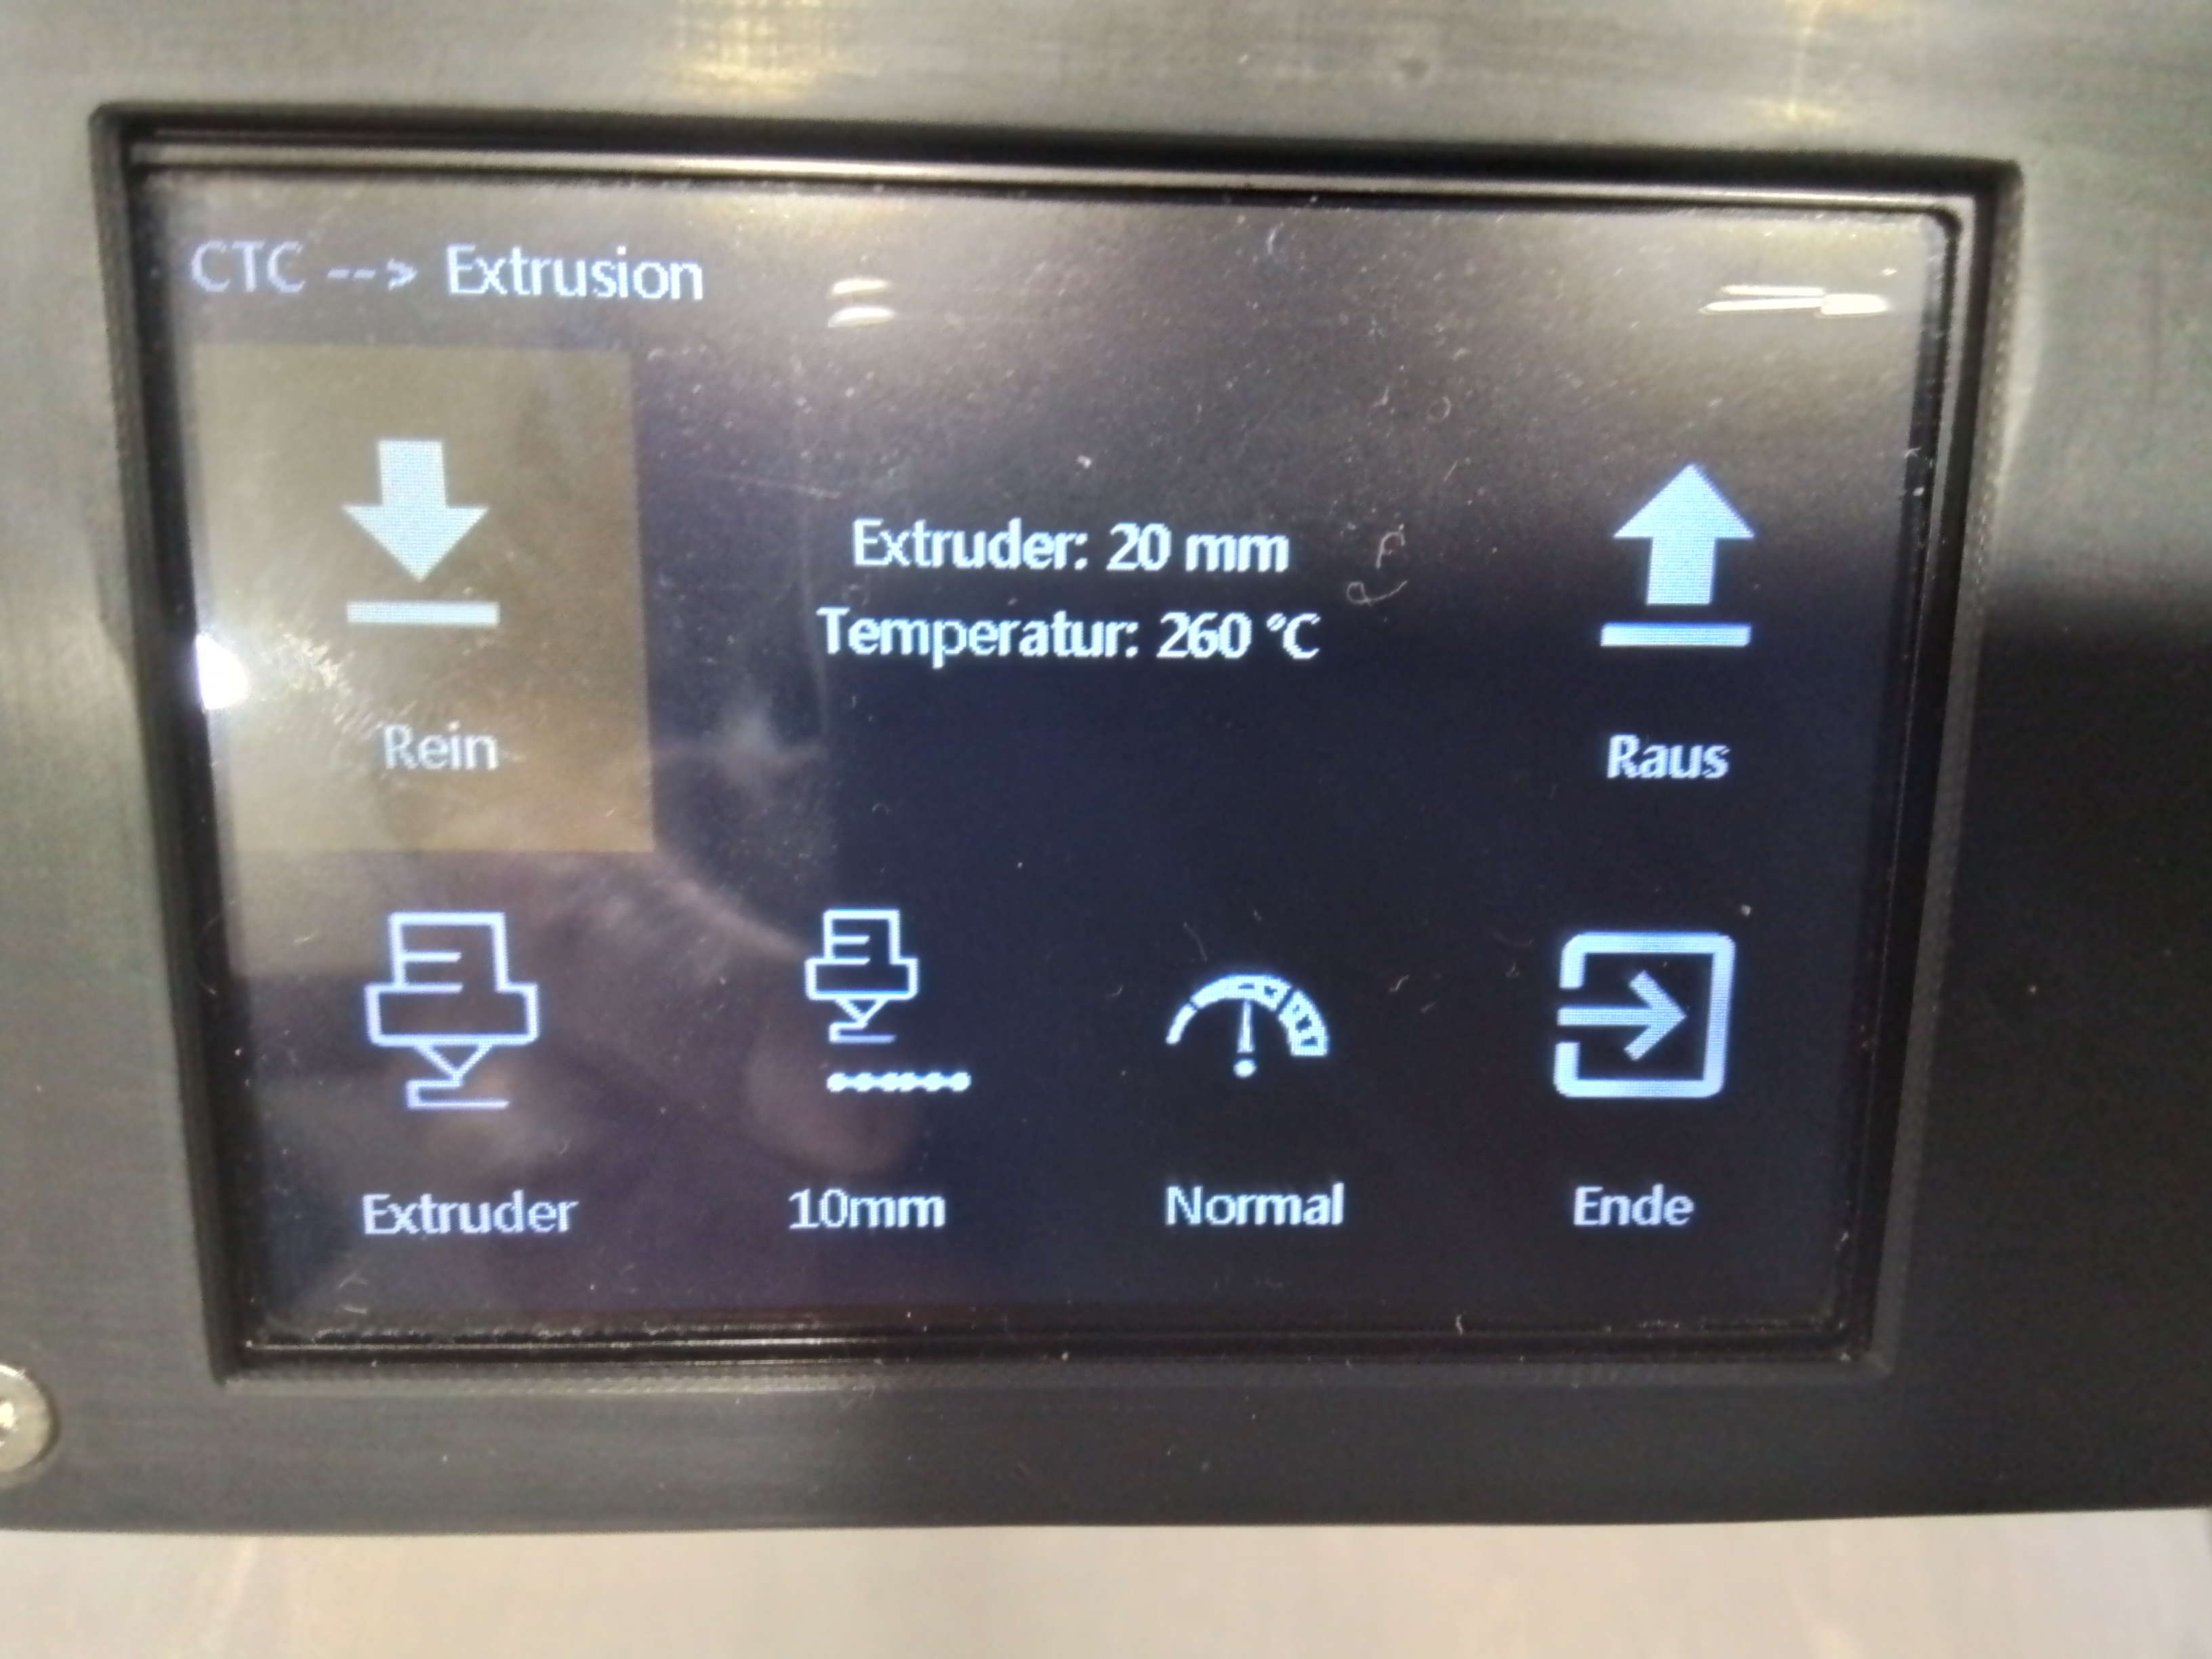 CTC --> Extrusion
Extruder: 20 mm
Temperatur: 260 °C
Rein
Raus
Extruder
10mm
Normal
Ende